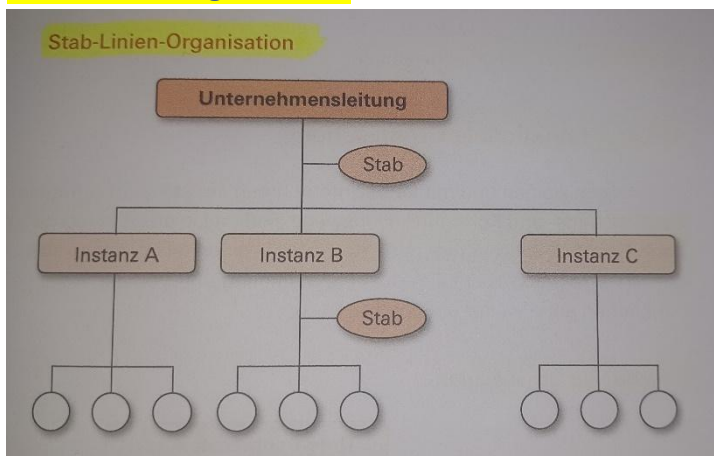 Stab-Linien-Organisation
Unternehmensleitung
Stab
Instanz A
Instanz B
Instanz C
Stab